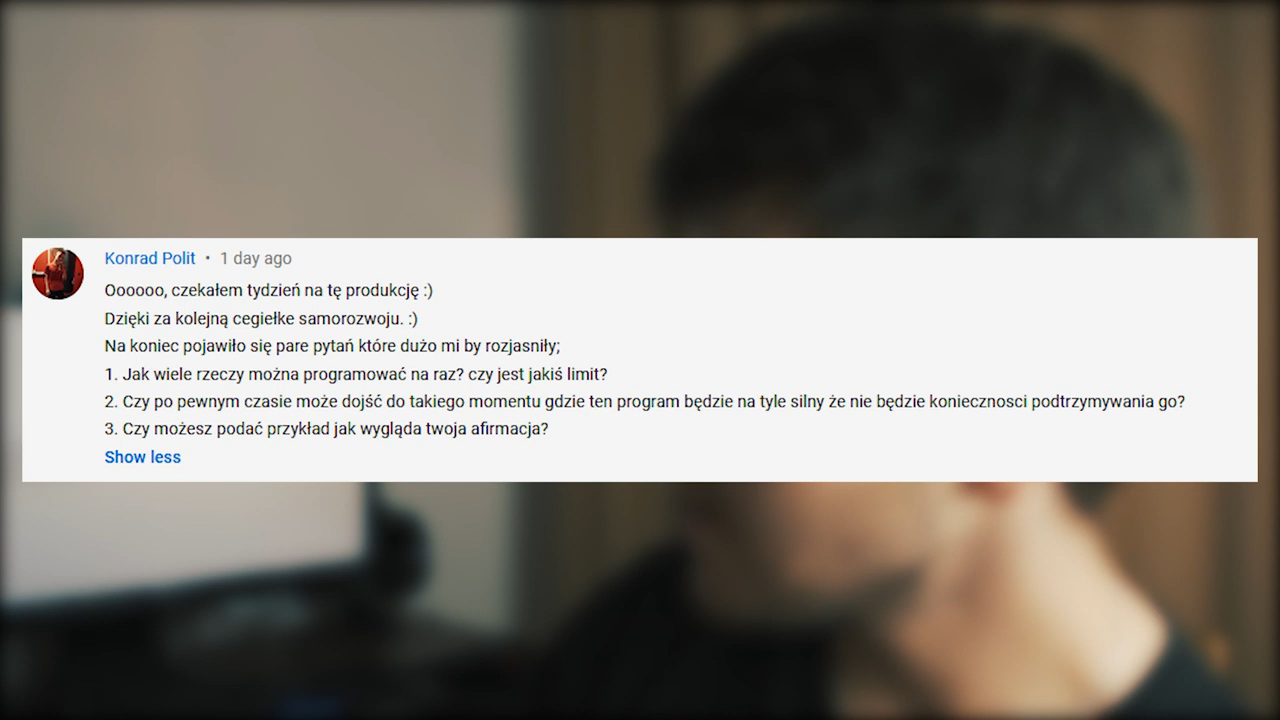 Konrad Polit • 1 day ago
Oooooo, czekałem tydzień na tę produkcję :)
Dzięki za kolejną cegiełke samorozwoju. :)
Na koniec pojawiło się pare pytań które dużo mi by rozjasniły;
1. Jak wiele rzeczy można programować na raz? czy jest jakiś limit?
2. Czy po pewnym czasie może dojść do takiego momentu gdzie ten program będzie na tyle silny że nie będzie koniecznosci podtrzymywania go?
3. Czy możesz podać przykład jak wygląda twoja afirmacja?
Show less